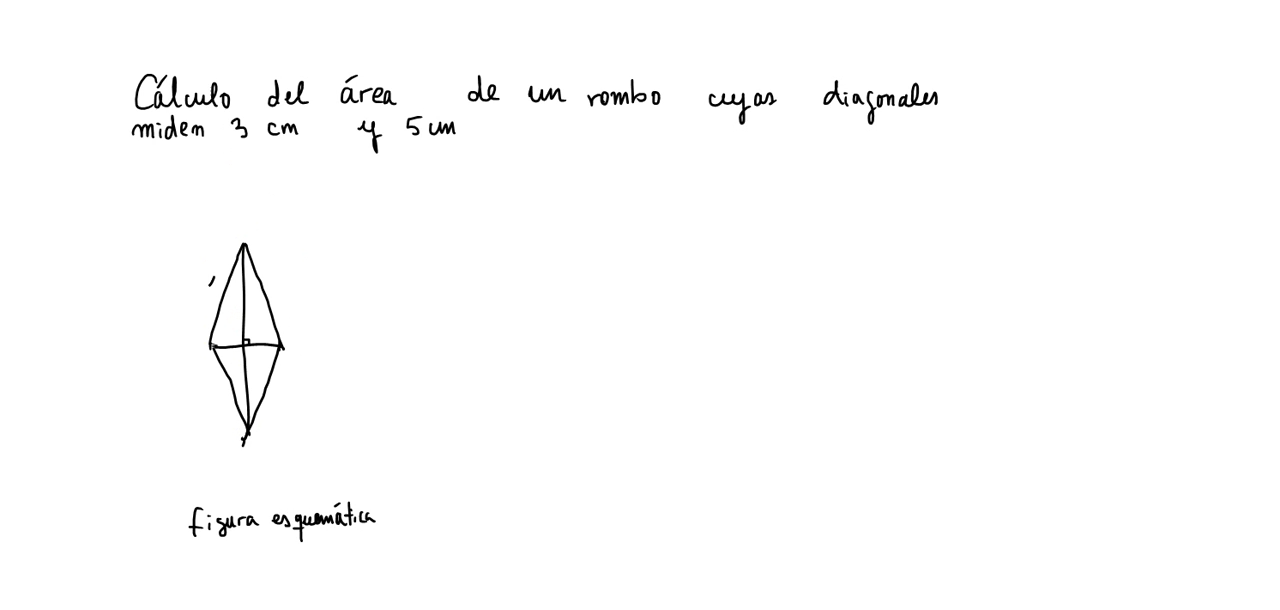 Cálculo del área de un rombo cuyas diagonales
miden 3 cm y 5 cm
figura esquemática